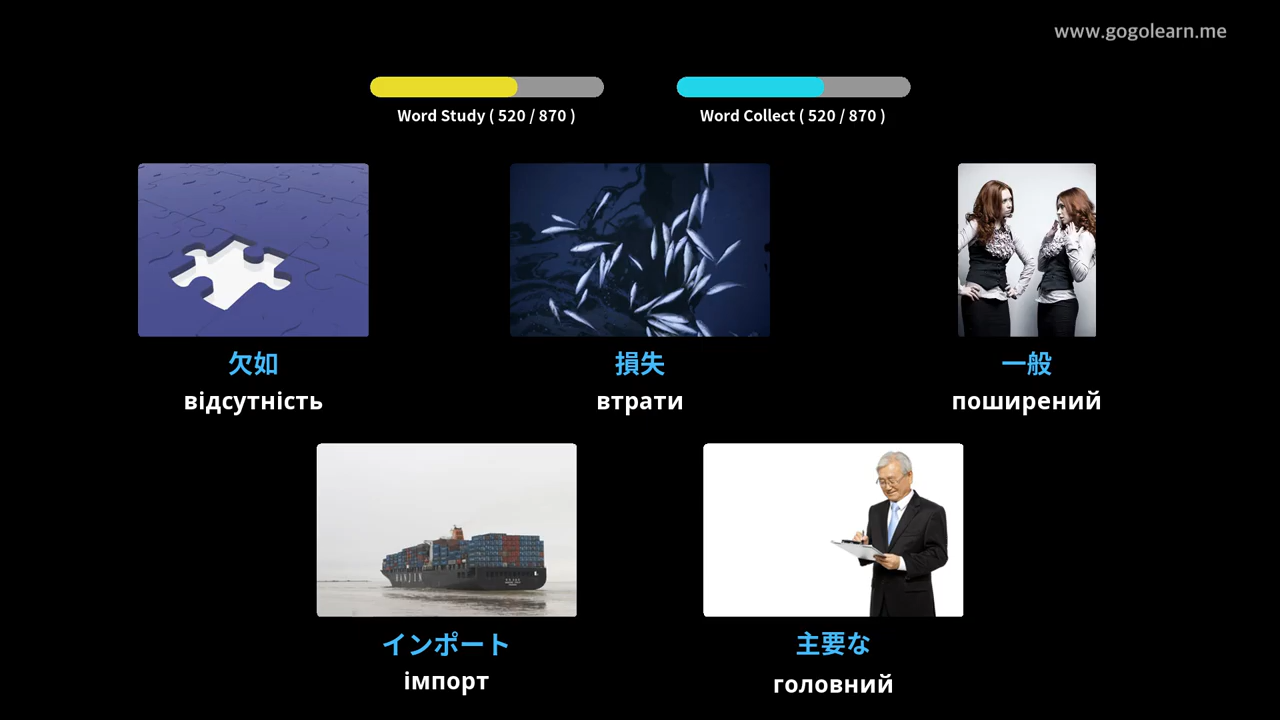 www.gogolearn.me
Word Study ( 520 / 870 )
Word Collect ( 520 / 870 )
欠如
відсутність
損失
втрати
一般
поширений
インポート
імпорт
主要な
головний